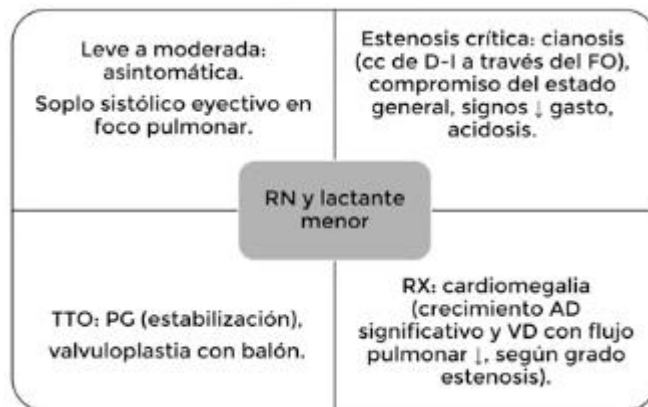 Leve a moderada:
asintomática.
Soplo sistólico eyectivo en
foco pulmonar.
Estenosis crítica: cianosis
(cc de D-I a través del FO),
compromiso del estado
general, signos ↓ gasto,
acidosis.
RN y lactante
menor
TTO: PG (estabilización),
valvuloplastia con balón.
RX: cardiomegalia
(crecimiento AD
significativo y VD con flujo
pulmonar ↓, según grado
estenosis).